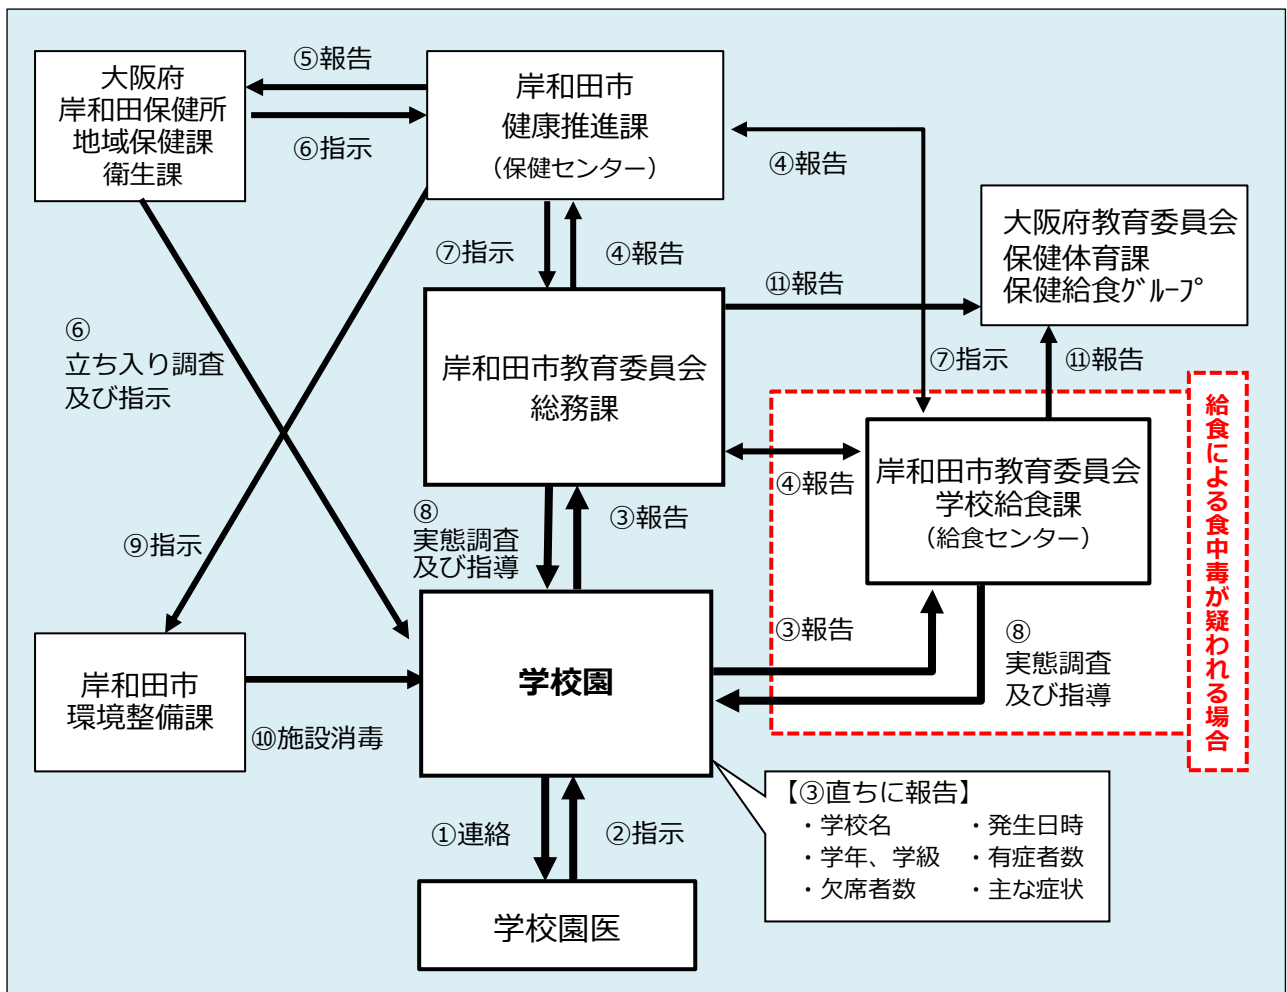 大阪府
岸和田保健所
地域保健課
衛生課
⑤報告
⑥指示
岸和田市
健康推進課
（保健センター）
④報告
⑦指示
④報告
大阪府教育委員会
保健体育課
保健給食ｸﾞﾙｰﾌﾟ
⑪報告
⑥
立ち入り調査
及び指示
岸和田市教育委員会
総務課
⑦指示
⑪報告
給食による食中毒が疑われる場合
④報告
岸和田市教育委員会
学校給食課
（給食センター）
⑨指示
⑧
実態調査
及び指導
③報告
③報告
⑧
実態調査
及び指導
岸和田市
環境整備課
⑩施設消毒
学校園
①連絡
②指示
【③直ちに報告】
・学校名　・発生日時
・学年、学級　・有症者数
・欠席者数　・主な症状
学校園医